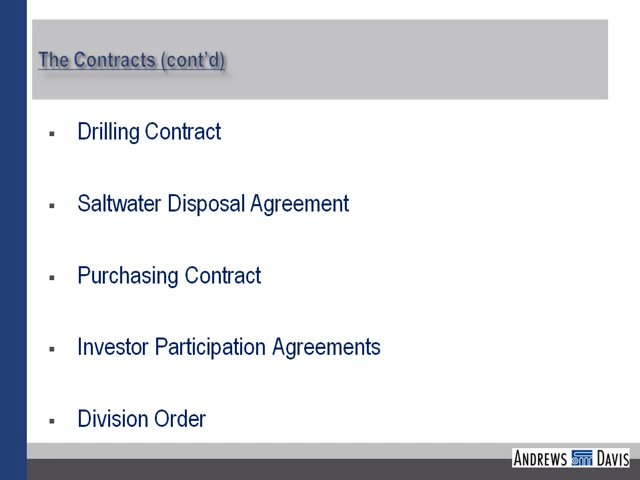 The Contracts (cont'd)
Drilling Contract
Saltwater Disposal Agreement
Purchasing Contract
Investor Participation Agreements
Division Order
ANDREWS DAVIS